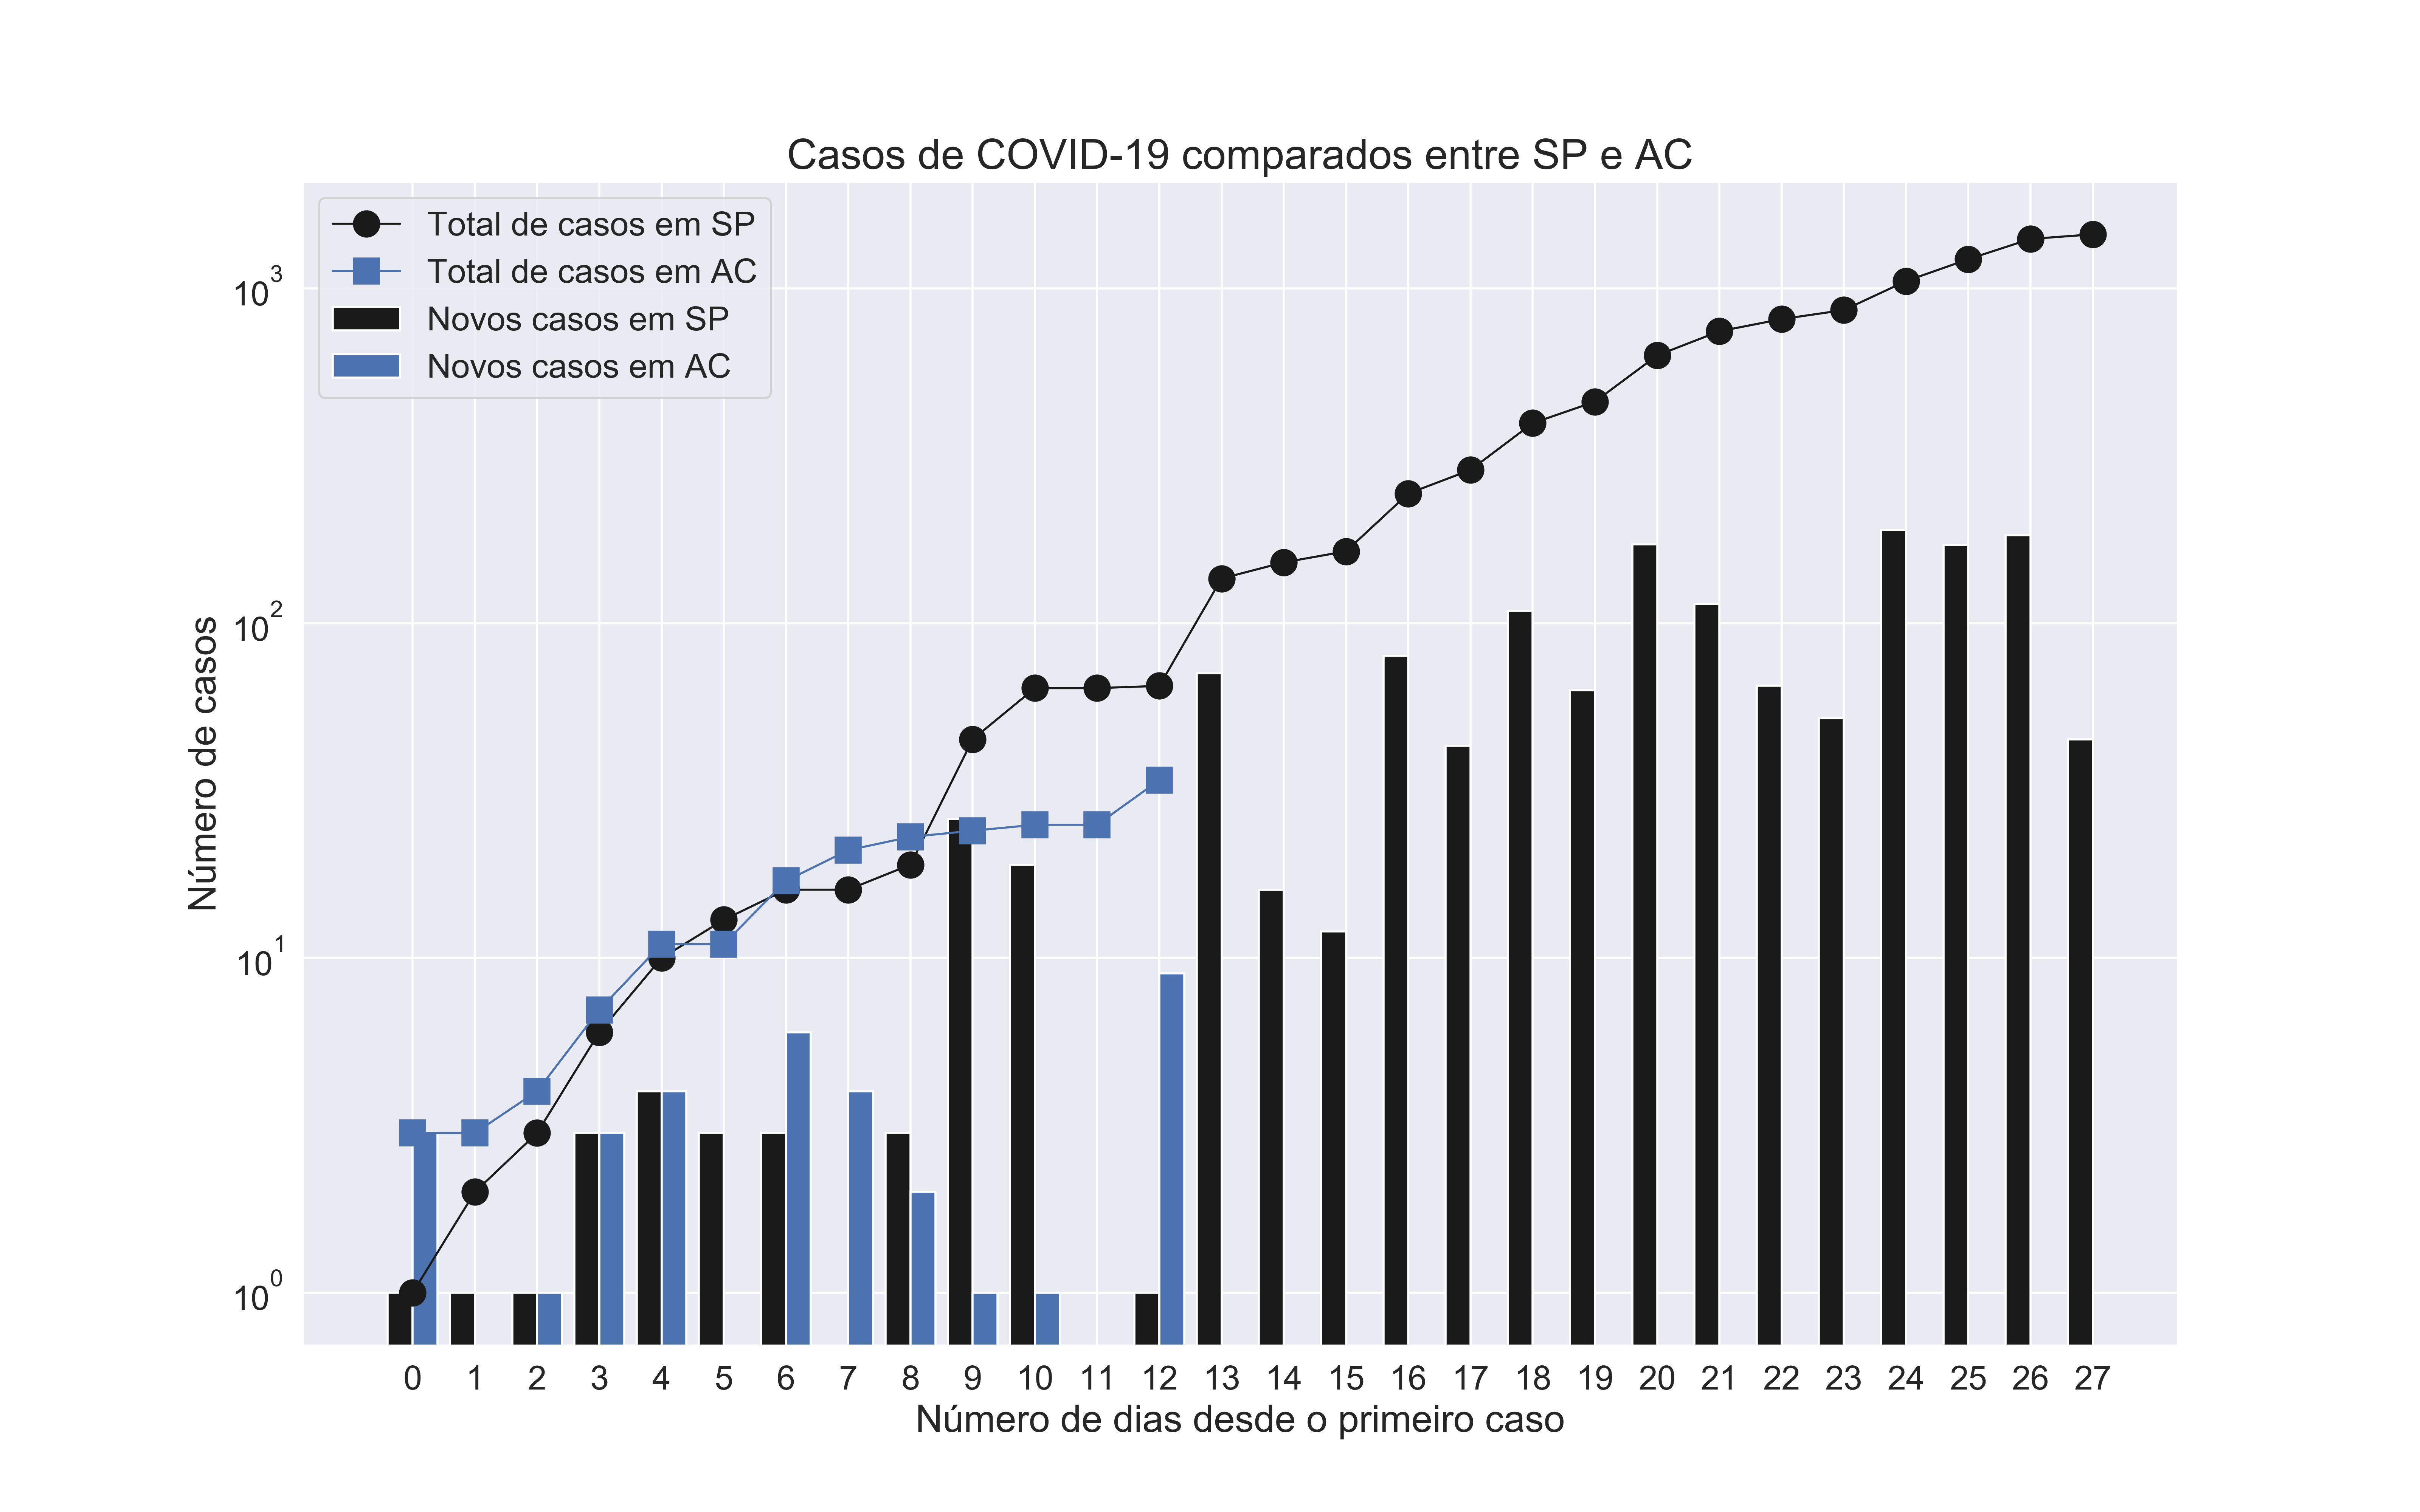 Casos de COVID-19 comparados entre SP e AC
Total de casos em SP
Total de casos em AC
Novos casos em SP
Novos casos em AC
Número de casos
10³
10²
10¹
10⁰
0 1 2 3 4 5 6 7 8 9 10 11 12 13 14 15 16 17 18 19 20 21 22 23 24 25 26 27
Número de dias desde o primeiro caso